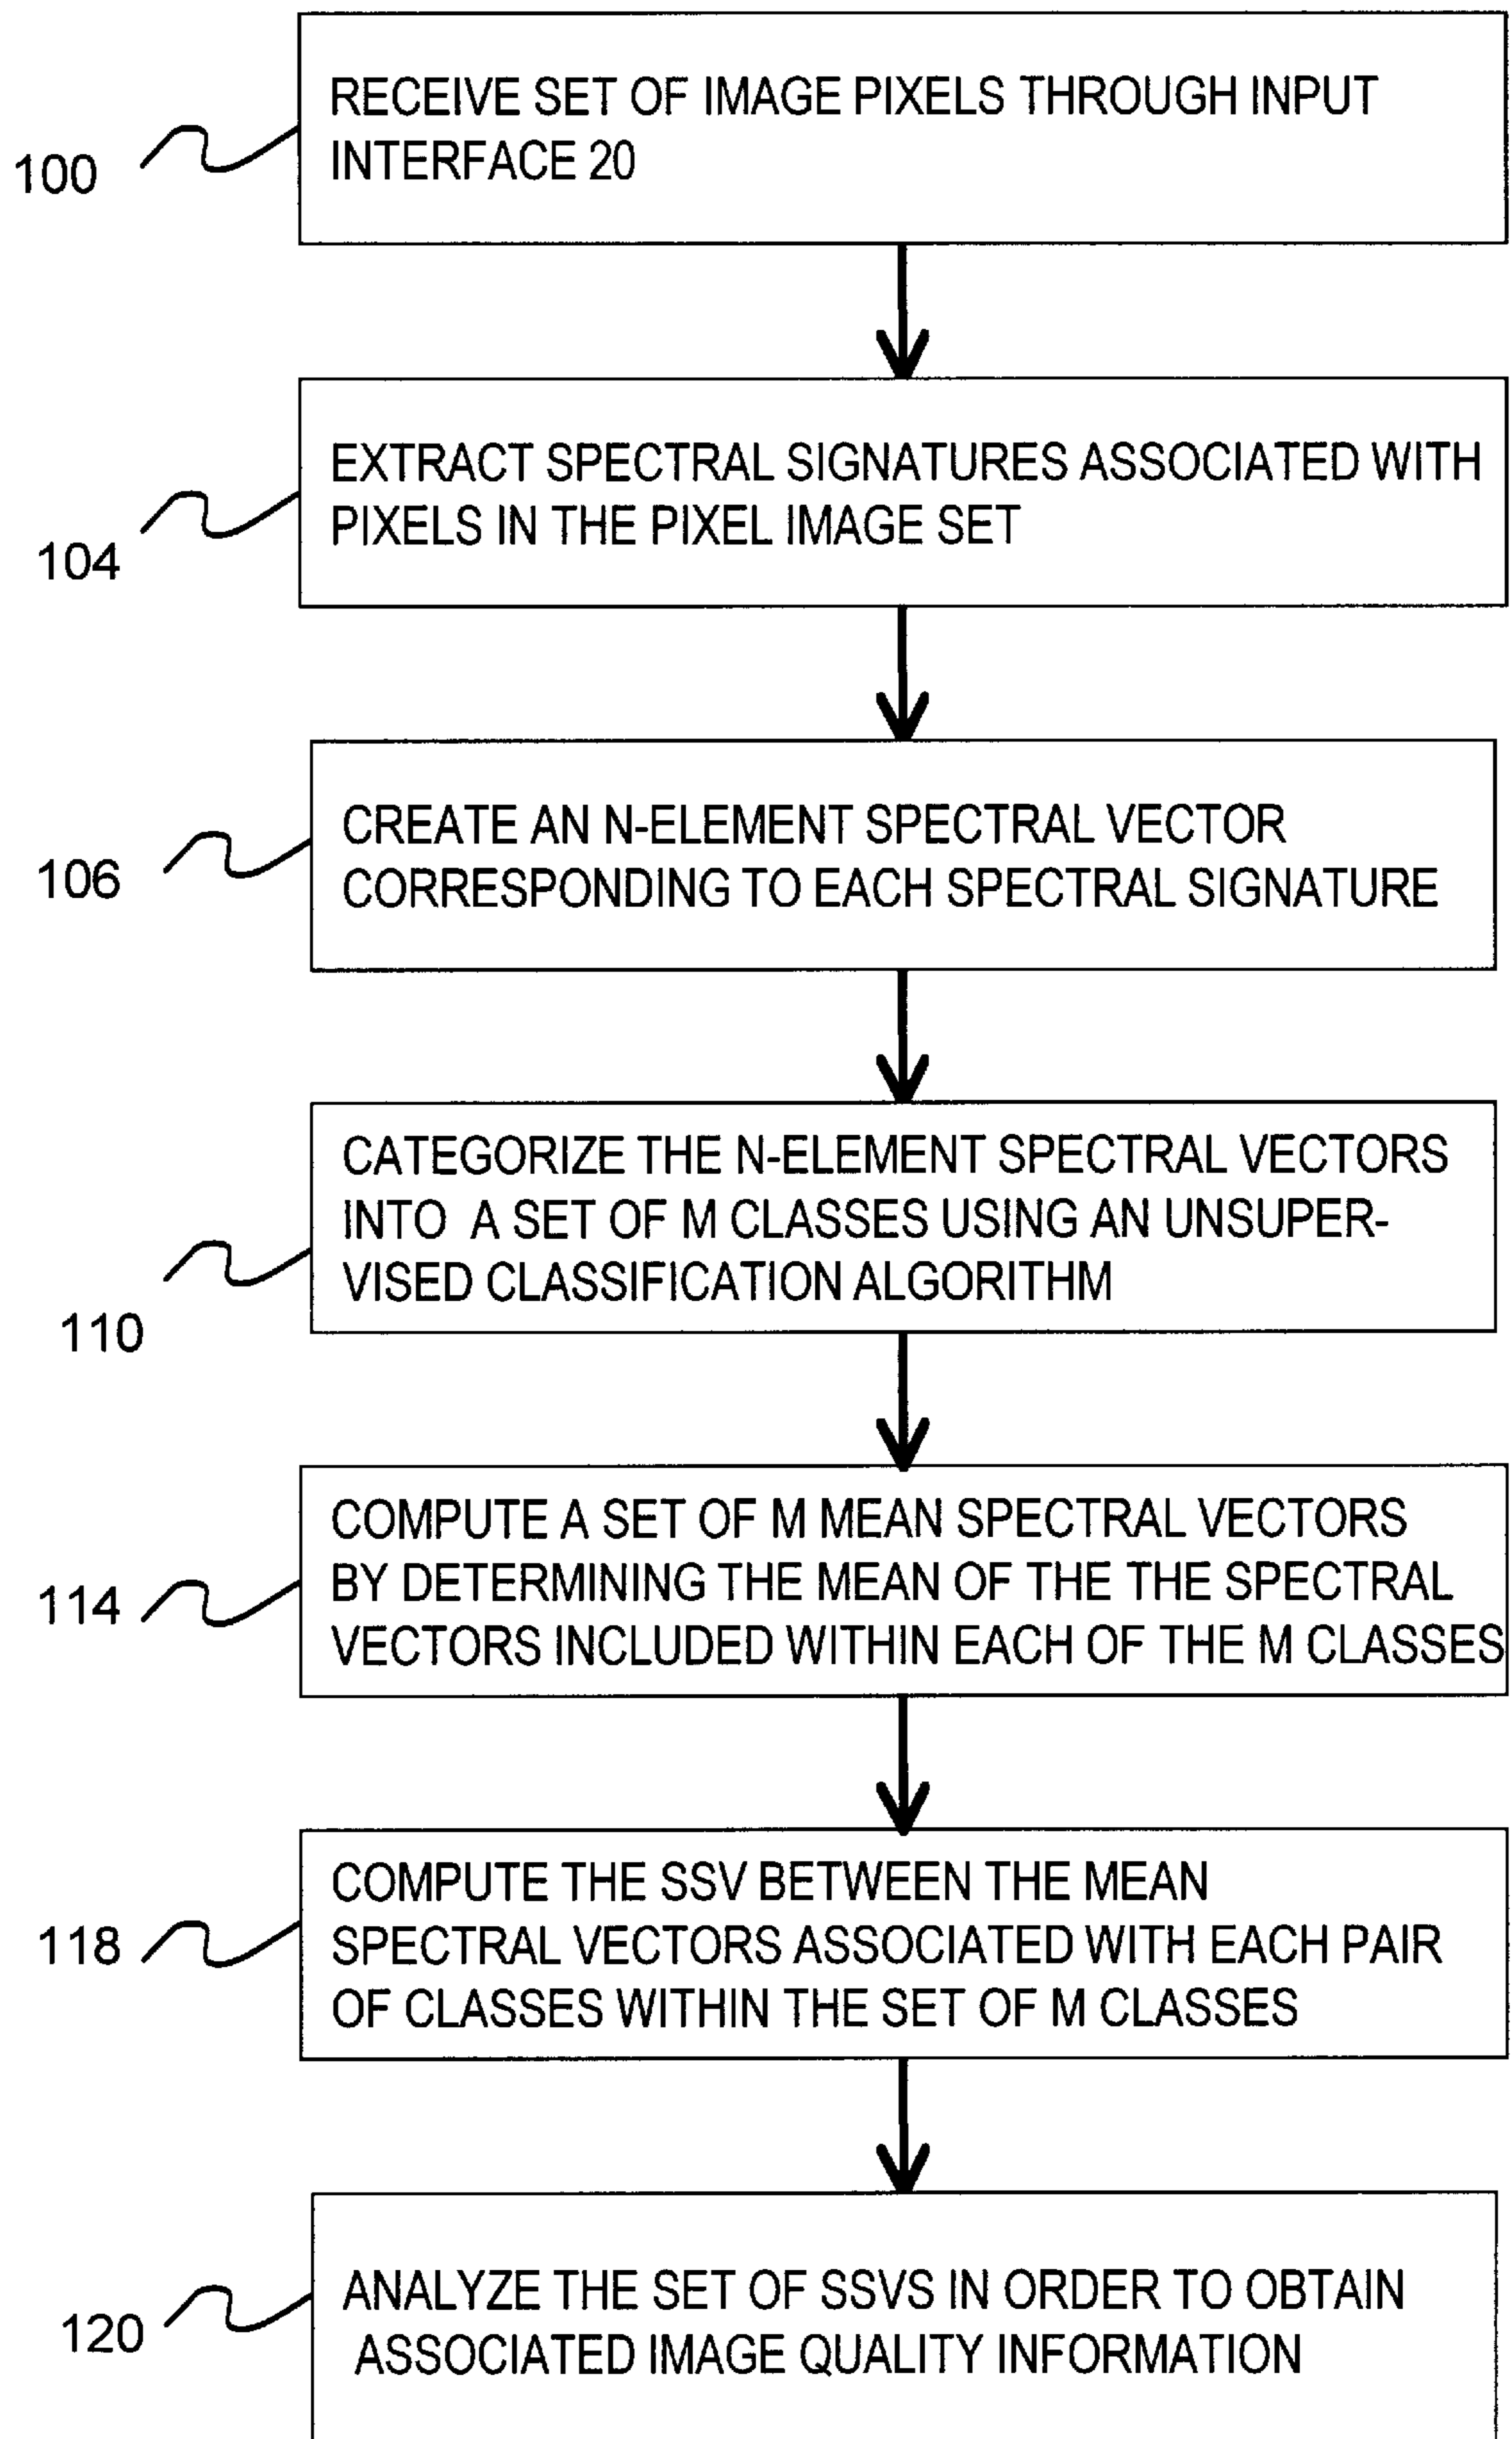 RECEIVE SET OF IMAGE PIXELS THROUGH INPUT
INTERFACE 20
100
EXTRACT SPECTRAL SIGNATURES ASSOCIATED WITH
PIXELS IN THE PIXEL IMAGE SET
104
CREATE AN N-ELEMENT SPECTRAL VECTOR
CORRESPONDING TO EACH SPECTRAL SIGNATURE
106
CATEGORIZE THE N-ELEMENT SPECTRAL VECTORS
INTO A SET OF M CLASSES USING AN UNSUPER-
VISED CLASSIFICATION ALGORITHM
110
COMPUTE A SET OF M MEAN SPECTRAL VECTORS
BY DETERMINING THE MEAN OF THE THE SPECTRAL
VECTORS INCLUDED WITHIN EACH OF THE M CLASSES
114
COMPUTE THE SSV BETWEEN THE MEAN
SPECTRAL VECTORS ASSOCIATED WITH EACH PAIR
OF CLASSES WITHIN THE SET OF M CLASSES
118
ANALYZE THE SET OF SSVS IN ORDER TO OBTAIN
ASSOCIATED IMAGE QUALITY INFORMATION
120